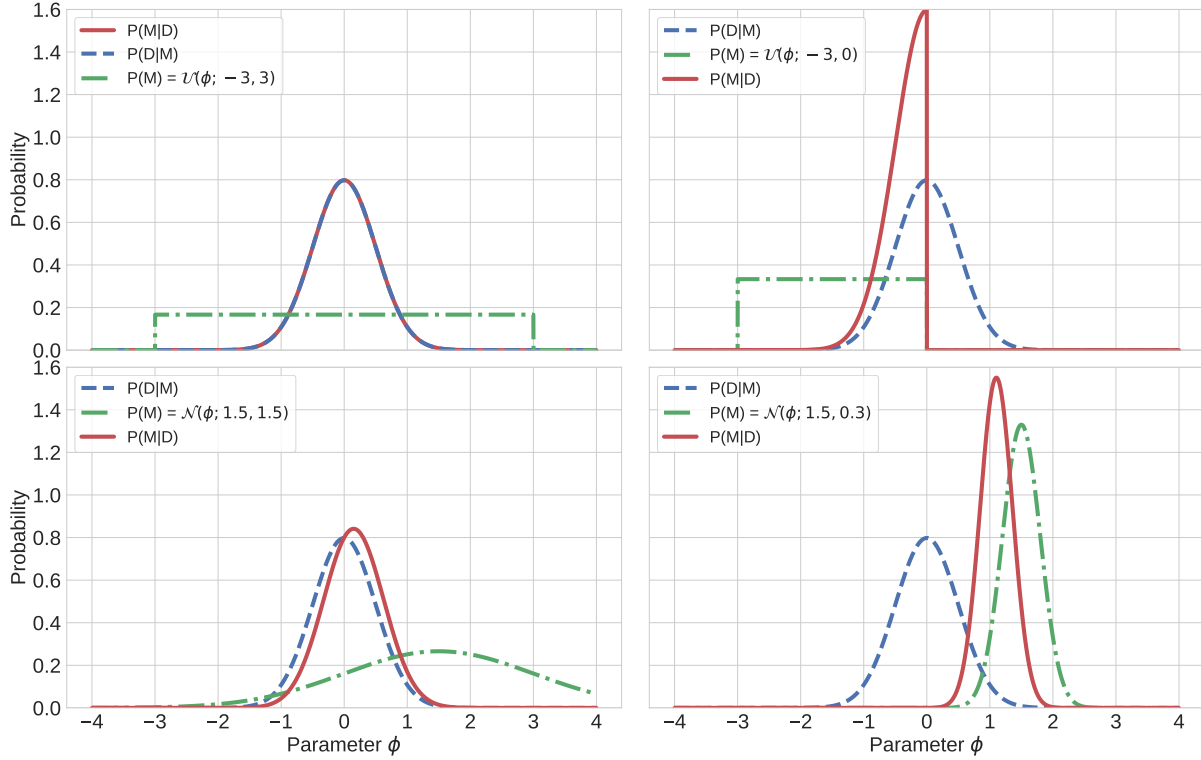 1.6
1.4
1.2
1.0
0.8
0.6
0.4
0.2
0.0
Probability
P(M|D)
P(D|M)
P(M) = 𝒰(ϕ; −3, 3)
P(D|M)
P(M) = 𝒰(ϕ; −3, 0)
P(M|D)
1.6
1.4
1.2
1.0
0.8
0.6
0.4
0.2
0.0
Probability
P(D|M)
P(M) = 𝒩(ϕ; 1.5, 1.5)
P(M|D)
−4 −3 −2 −1 0 1 2 3 4
Parameter ϕ
P(D|M)
P(M) = 𝒩(ϕ; 1.5, 0.3)
P(M|D)
−4 −3 −2 −1 0 1 2 3 4
Parameter ϕ